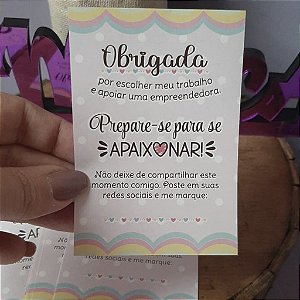 Obrigada
por escolher meu trabalho
e apoiar uma empreendedora.
Prepare-se para se
APAIXONAR!
Não deixe de compartilhar este
momento comigo. Poste em suas
redes sociais e me marque: